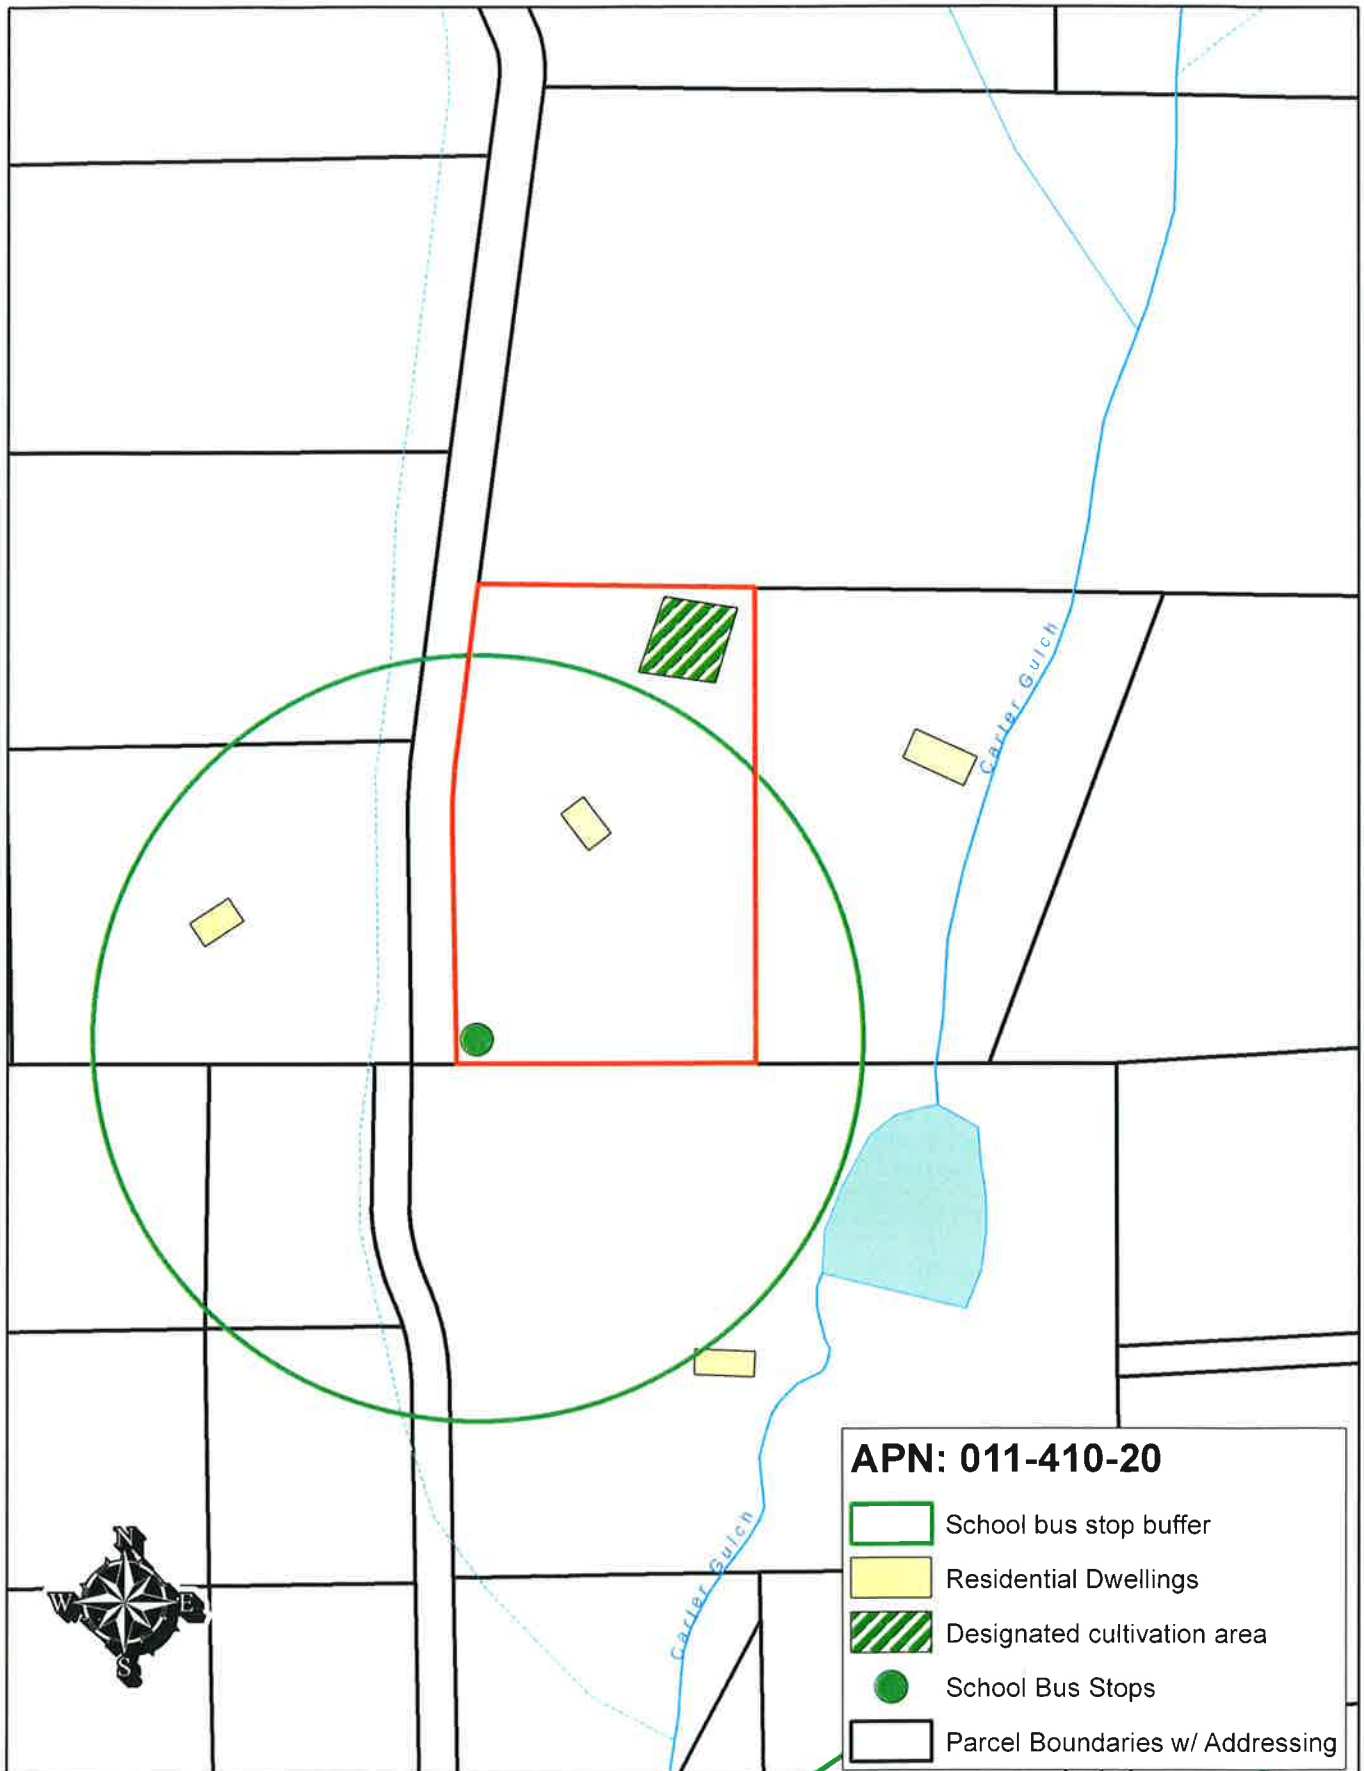 Carter Gulch
Carter Gulch
N
W
E
S
APN: 011-410-20
School bus stop buffer
Residential Dwellings
Designated cultivation area
School Bus Stops
Parcel Boundaries w/ Addressing